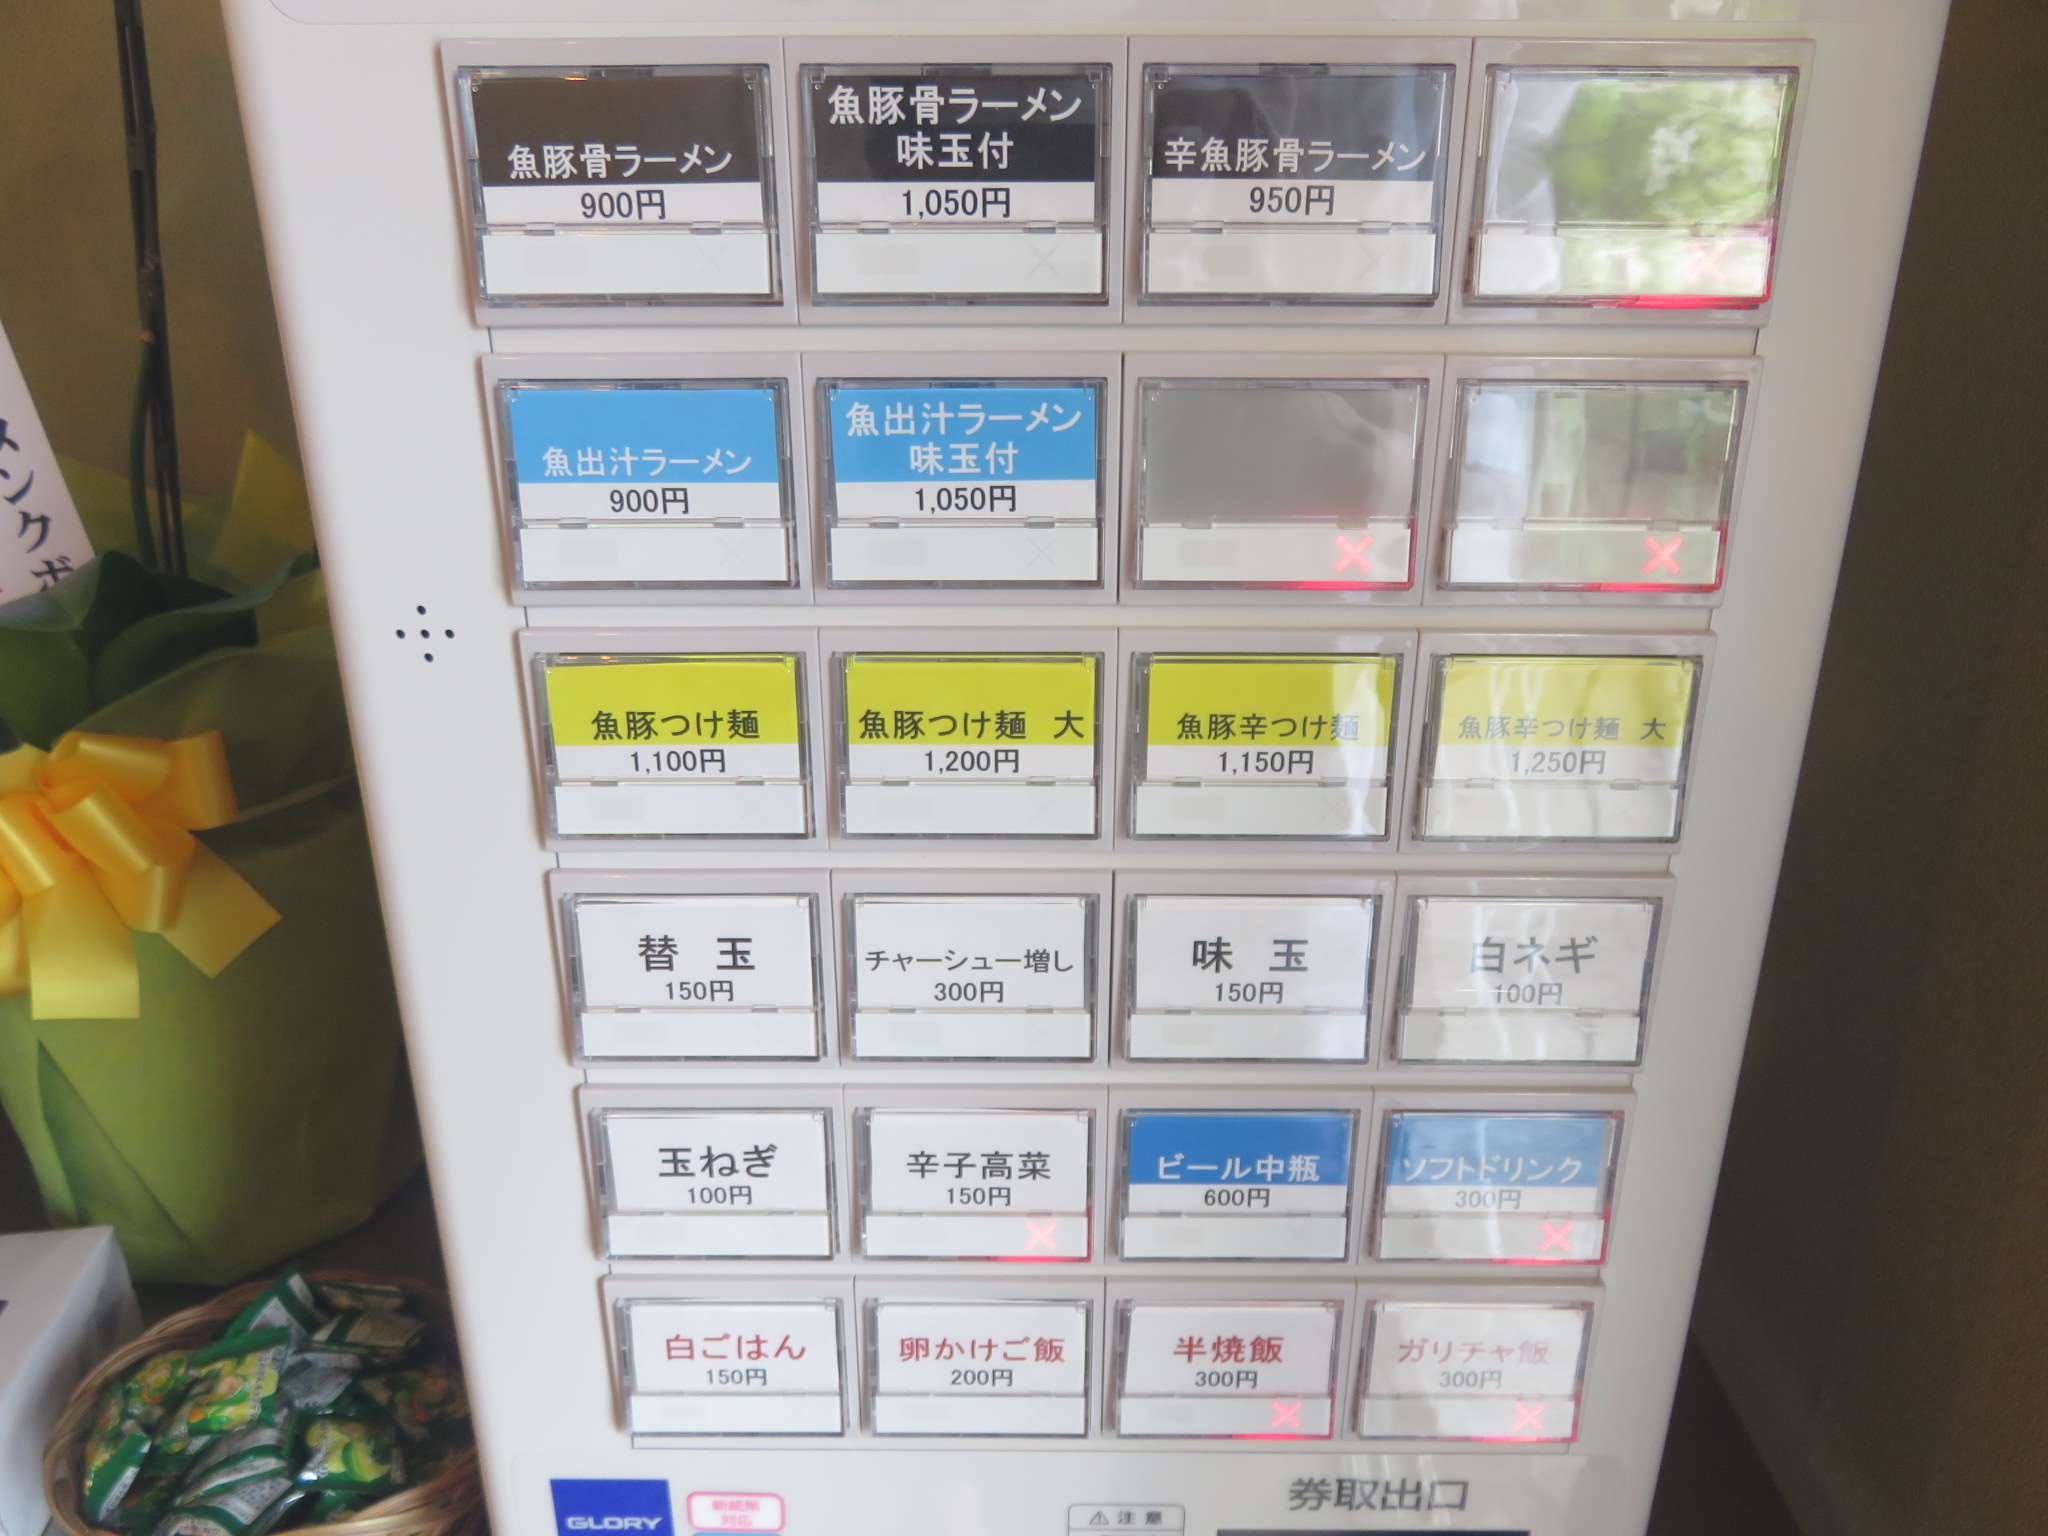 魚豚骨ラーメン
900円
魚豚骨ラーメン
味玉付
1,050円
辛魚豚骨ラーメン
950円
魚出汁ラーメン
900円
魚出汁ラーメン
味玉付
1,050円
魚豚つけ麺
1,100円
魚豚つけ麺 大
1,200円
魚豚辛つけ麺
1,150円
魚豚辛つけ麺 大
1,250円
替 玉
150円
チャーシュー増し
300円
味 玉
150円
白ネギ
100円
玉ねぎ
100円
辛子高菜
150円
ビール中瓶
600円
ソフトドリンク
300円
白ごはん
150円
卵かけご飯
200円
半焼飯
300円
ガリチャ飯
300円
GLORY
新紙幣
対応
注意
券取出口
メンクボ